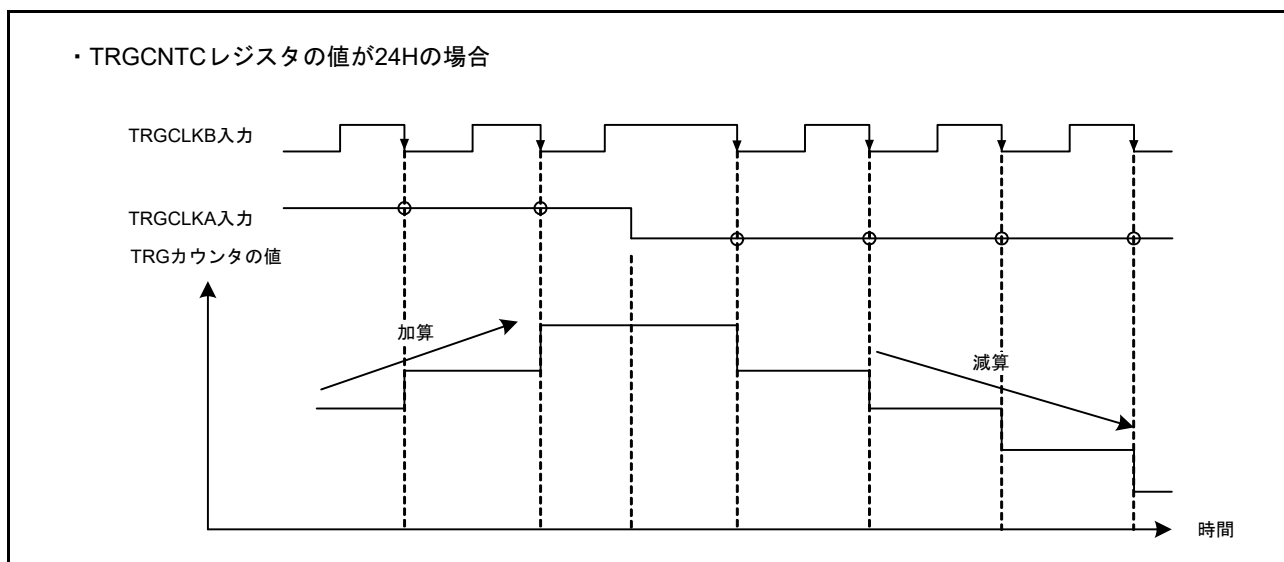 ・TRGCNTCレジスタの値が24Hの場合
TRGCLKB入力
TRGCLKA入力
TRGカウンタの値
加算
減算
時間